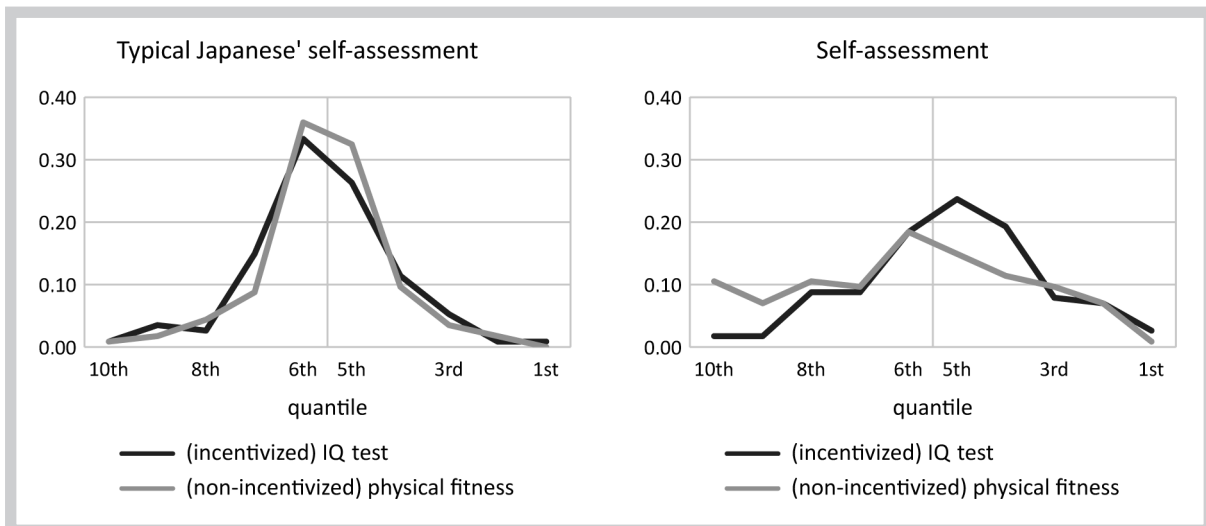 Typical Japanese' self-assessment
0.40
0.30
0.20
0.10
0.00
10th 8th 6th 5th 3rd 1st
quantile
(incentivized) IQ test
(non-incentivized) physical fitness
Self-assessment
0.40
0.30
0.20
0.10
0.00
10th 8th 6th 5th 3rd 1st
quantile
(incentivized) IQ test
(non-incentivized) physical fitness